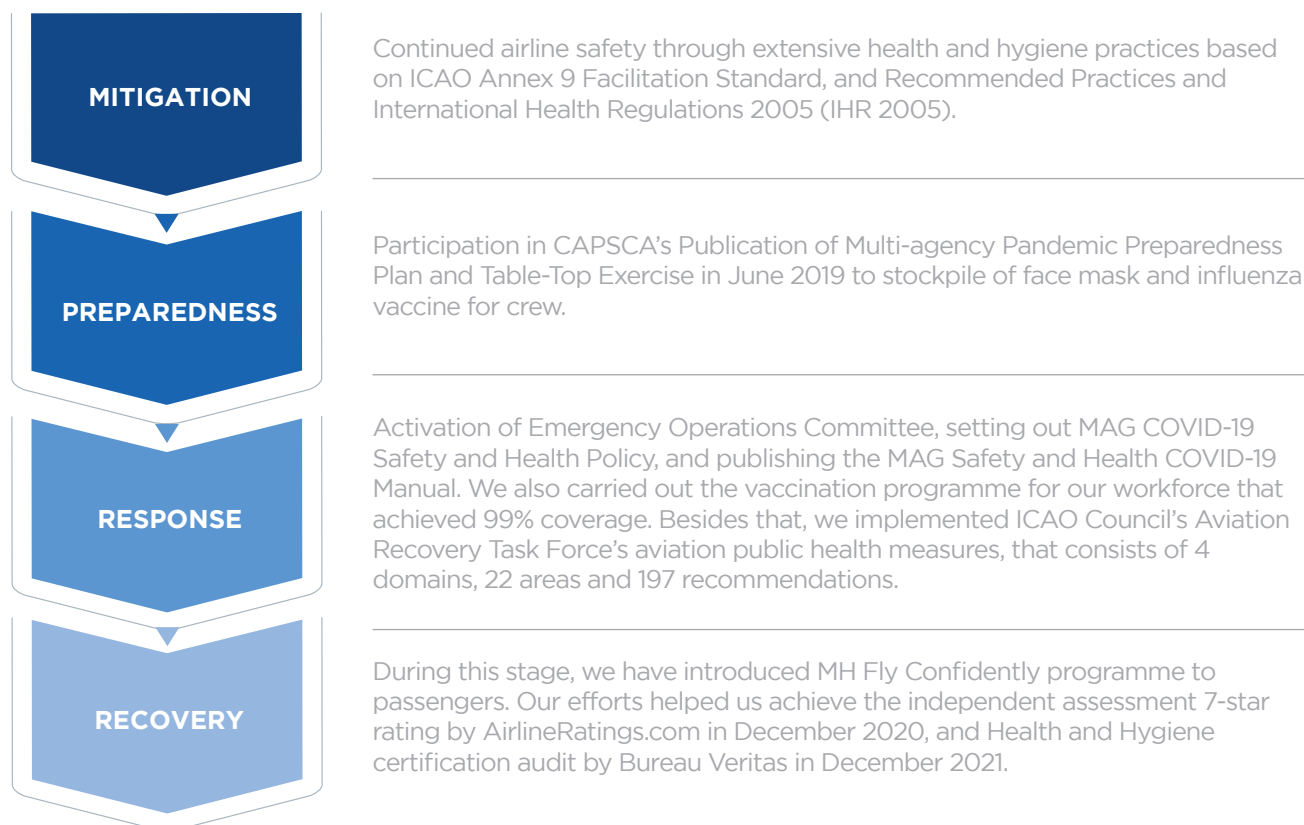 MITIGATION
Continued airline safety through extensive health and hygiene practices based
on ICAO Annex 9 Facilitation Standard, and Recommended Practices and
International Health Regulations 2005 (IHR 2005).
PREPAREDNESS
Participation in CAPSCA’s Publication of Multi-agency Pandemic Preparedness
Plan and Table-Top Exercise in June 2019 to stockpile of face mask and influenza
vaccine for crew.
RESPONSE
Activation of Emergency Operations Committee, setting out MAG COVID-19
Safety and Health Policy, and publishing the MAG Safety and Health COVID-19
Manual. We also carried out the vaccination programme for our workforce that
achieved 99% coverage. Besides that, we implemented ICAO Council’s Aviation
Recovery Task Force’s aviation public health measures, that consists of 4
domains, 22 areas and 197 recommendations.
RECOVERY
During this stage, we have introduced MH Fly Confidently programme to
passengers. Our efforts helped us achieve the independent assessment 7-star
rating by AirlineRatings.com in December 2020, and Health and Hygiene
certification audit by Bureau Veritas in December 2021.